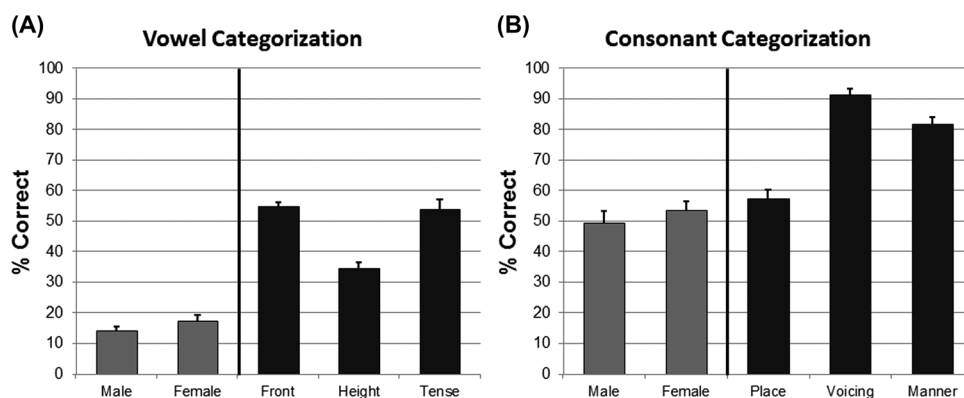 (A)
Vowel Categorization
% Correct
100
90
80
70
60
50
40
30
20
10
0
Male Female Front Height Tense
(B)
Consonant Categorization
% Correct
100
90
80
70
60
50
40
30
20
10
0
Male Female Place Voicing Manner